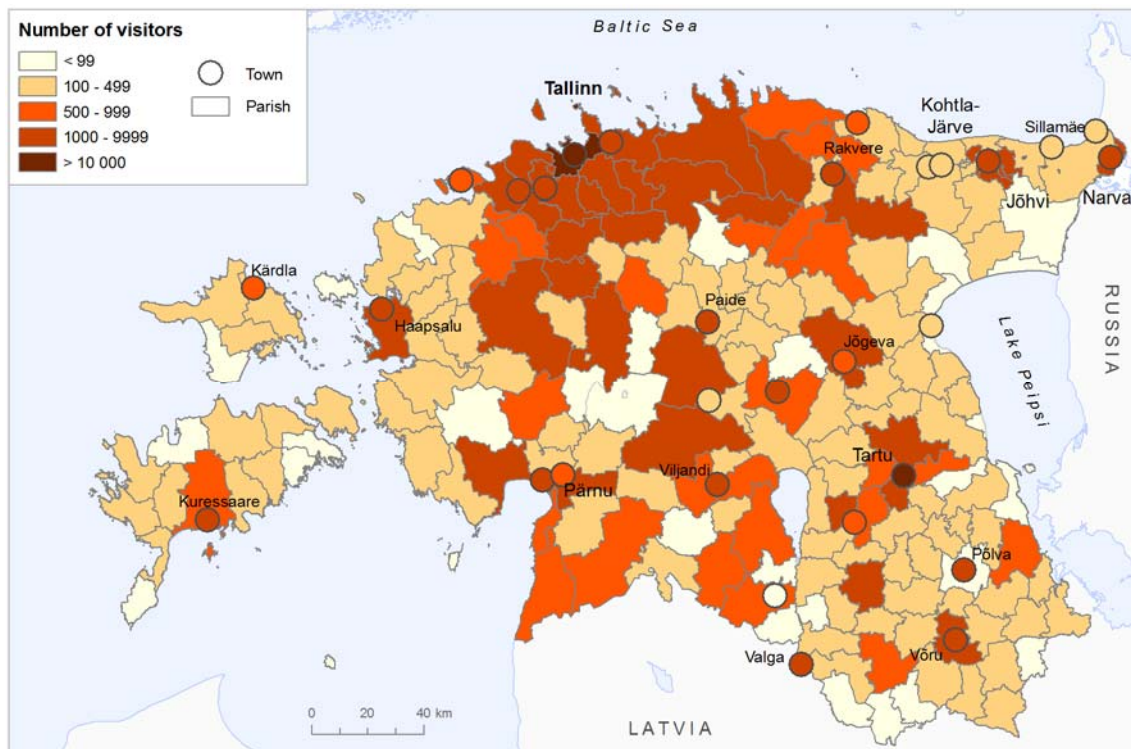 Number of visitors
< 99
100 - 499
500 - 999
1000 - 9999
> 10 000
Town
Parish
Baltic Sea
Tallinn
Kohtla-
Järve
Sillamäe
Rakvere
Jõhvi
Narva
Kärdla
Haapsalu
Paide
Jõgeva
RUSSIA
Lake Peipsi
Kuressaare
Pärnu
Viljandi
Tartu
Põlva
Valga
Võru
0 20 40 km
LATVIA